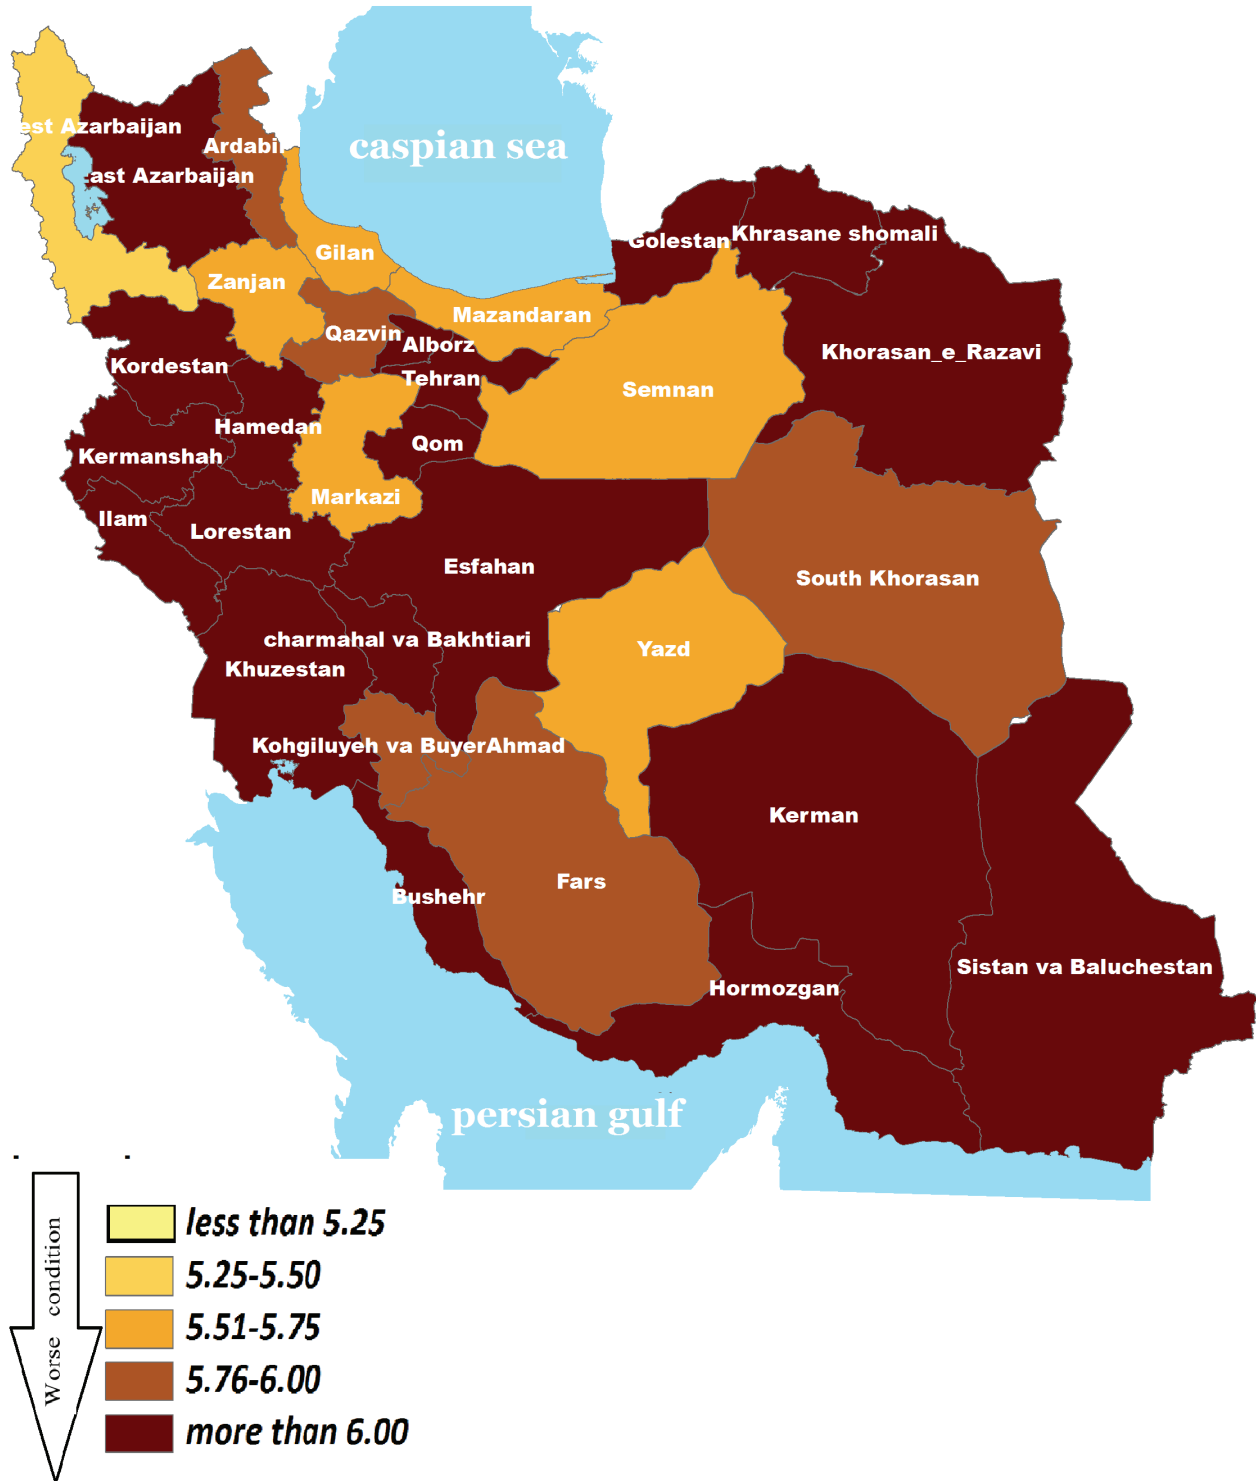 caspian sea
est Azarbaijan
Ardabil
East Azarbaijan
Golestan
Khrasane shomali
Gilan
Zanjan
Mazandaran
Qazvin
Alborz
Khorasan_e_Razavi
Kordestan
Tehran
Semnan
Hamedan
Qom
Kermanshah
Markazi
Ilam
Lorestan
Esfahan
South Khorasan
charmahal va Bakhtiari
Yazd
Khuzestan
Kohgiluyeh va BuyerAhmad
Kerman
Fars
Bushehr
Sistan va Baluchestan
Hormozgan
persian gulf
Worse condition
less than 5.25
5.25-5.50
5.51-5.75
5.76-6.00
more than 6.00